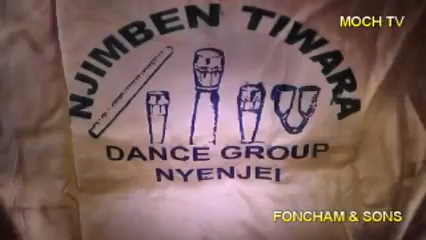 MOCH TV
NJIMBEN TIWARA
DANCE GROUP
NYENJEI
FONCHAM & SONS